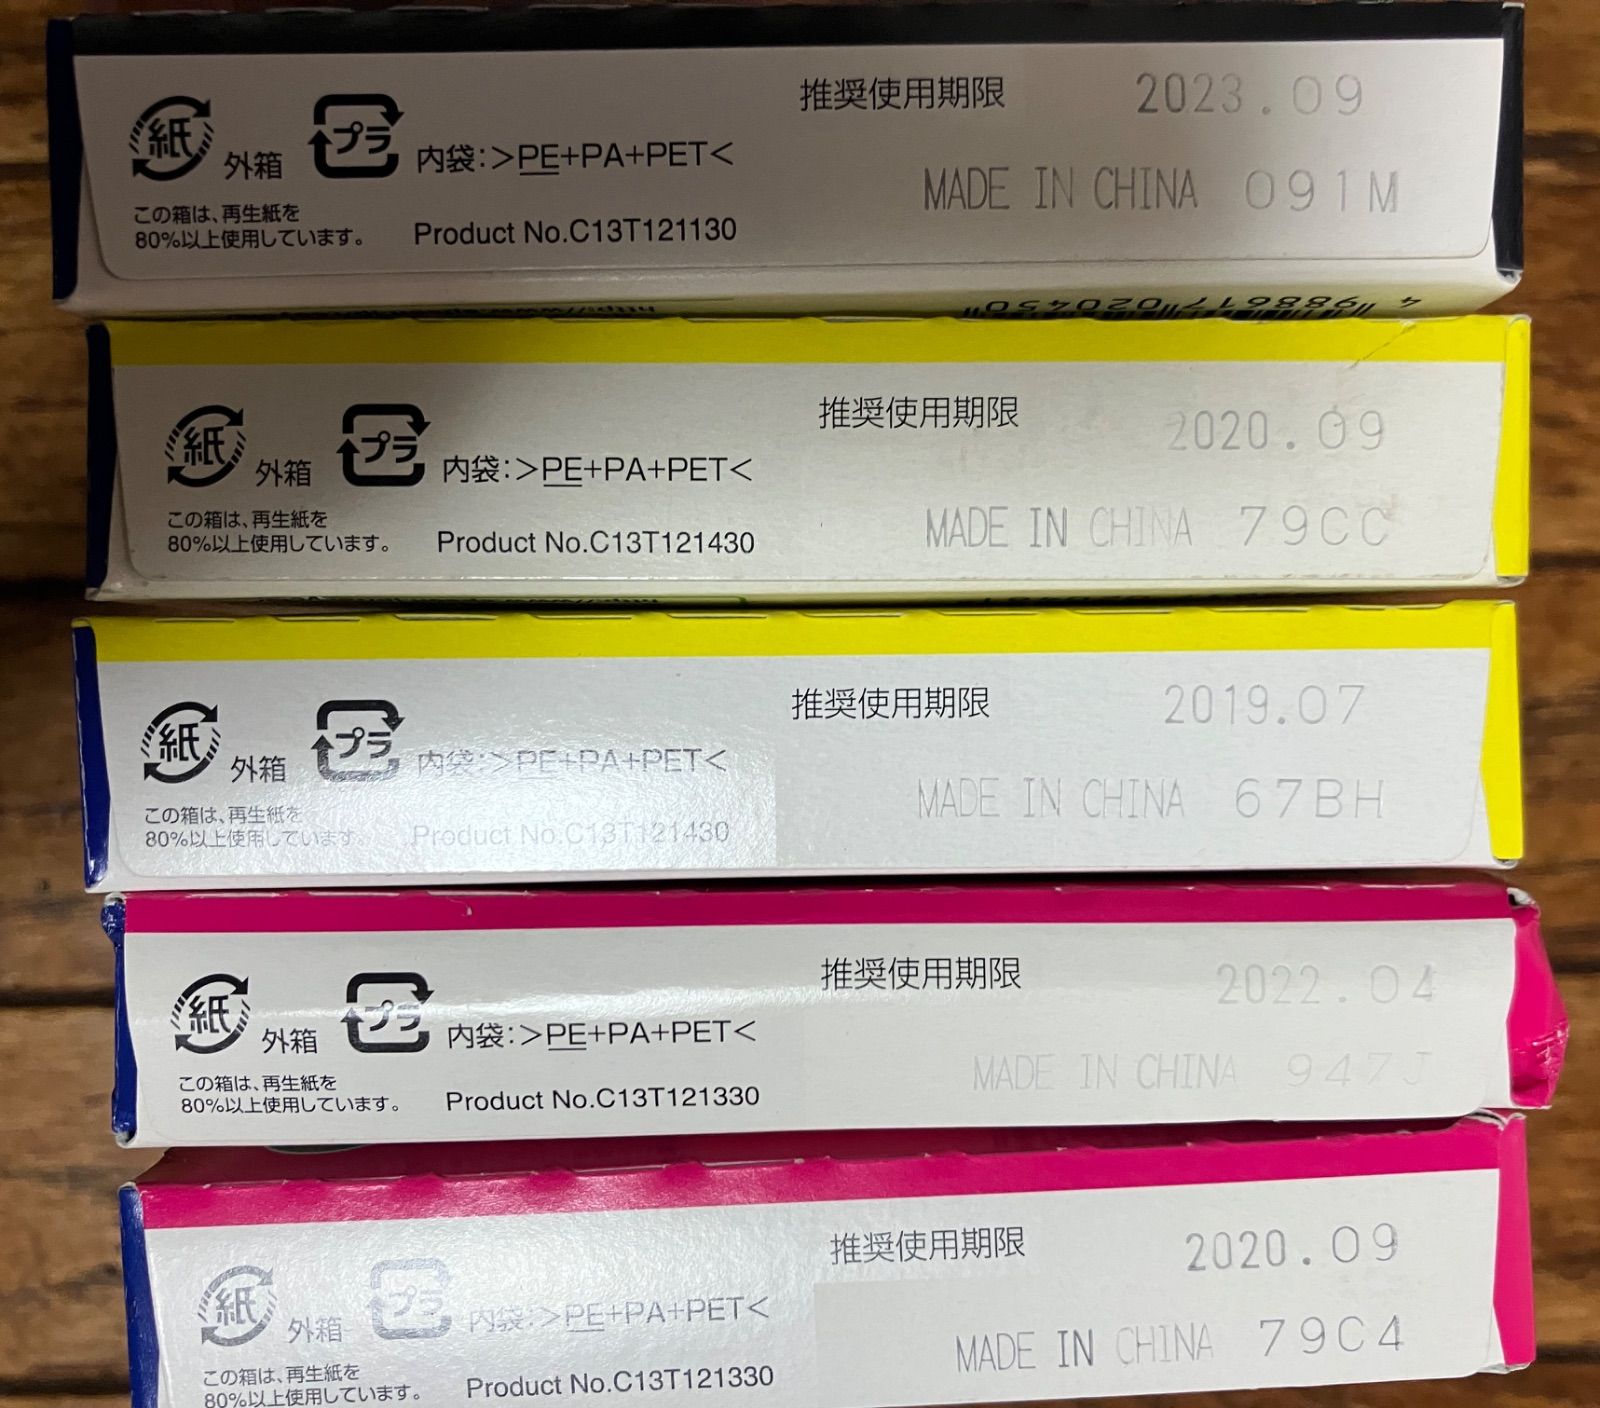 推奨使用期限 2023.09
紙 外箱 プラ 内袋:>PE+PA+PET<
MADE IN CHINA 091M
この箱は、再生紙を
80%以上使用しています。
Product No.C13T121130
4 988617 020450
推奨使用期限 2020.09
紙 外箱 プラ 内袋:>PE+PA+PET<
MADE IN CHINA 79CC
この箱は、再生紙を
80%以上使用しています。
Product No.C13T121430
推奨使用期限 2019.07
紙 外箱 プラ 内袋:>PE+PA+PET<
MADE IN CHINA 67BH
この箱は、再生紙を
80%以上使用しています。
Product No.C13T121430
推奨使用期限 2022.04
紙 外箱 プラ 内袋:>PE+PA+PET<
MADE IN CHINA 947J
この箱は、再生紙を
80%以上使用しています。
Product No.C13T121330
推奨使用期限 2020.09
紙 外箱 プラ 内袋:>PE+PA+PET<
MADE IN CHINA 79C4
この箱は、再生紙を
80%以上使用しています。
Product No.C13T121330